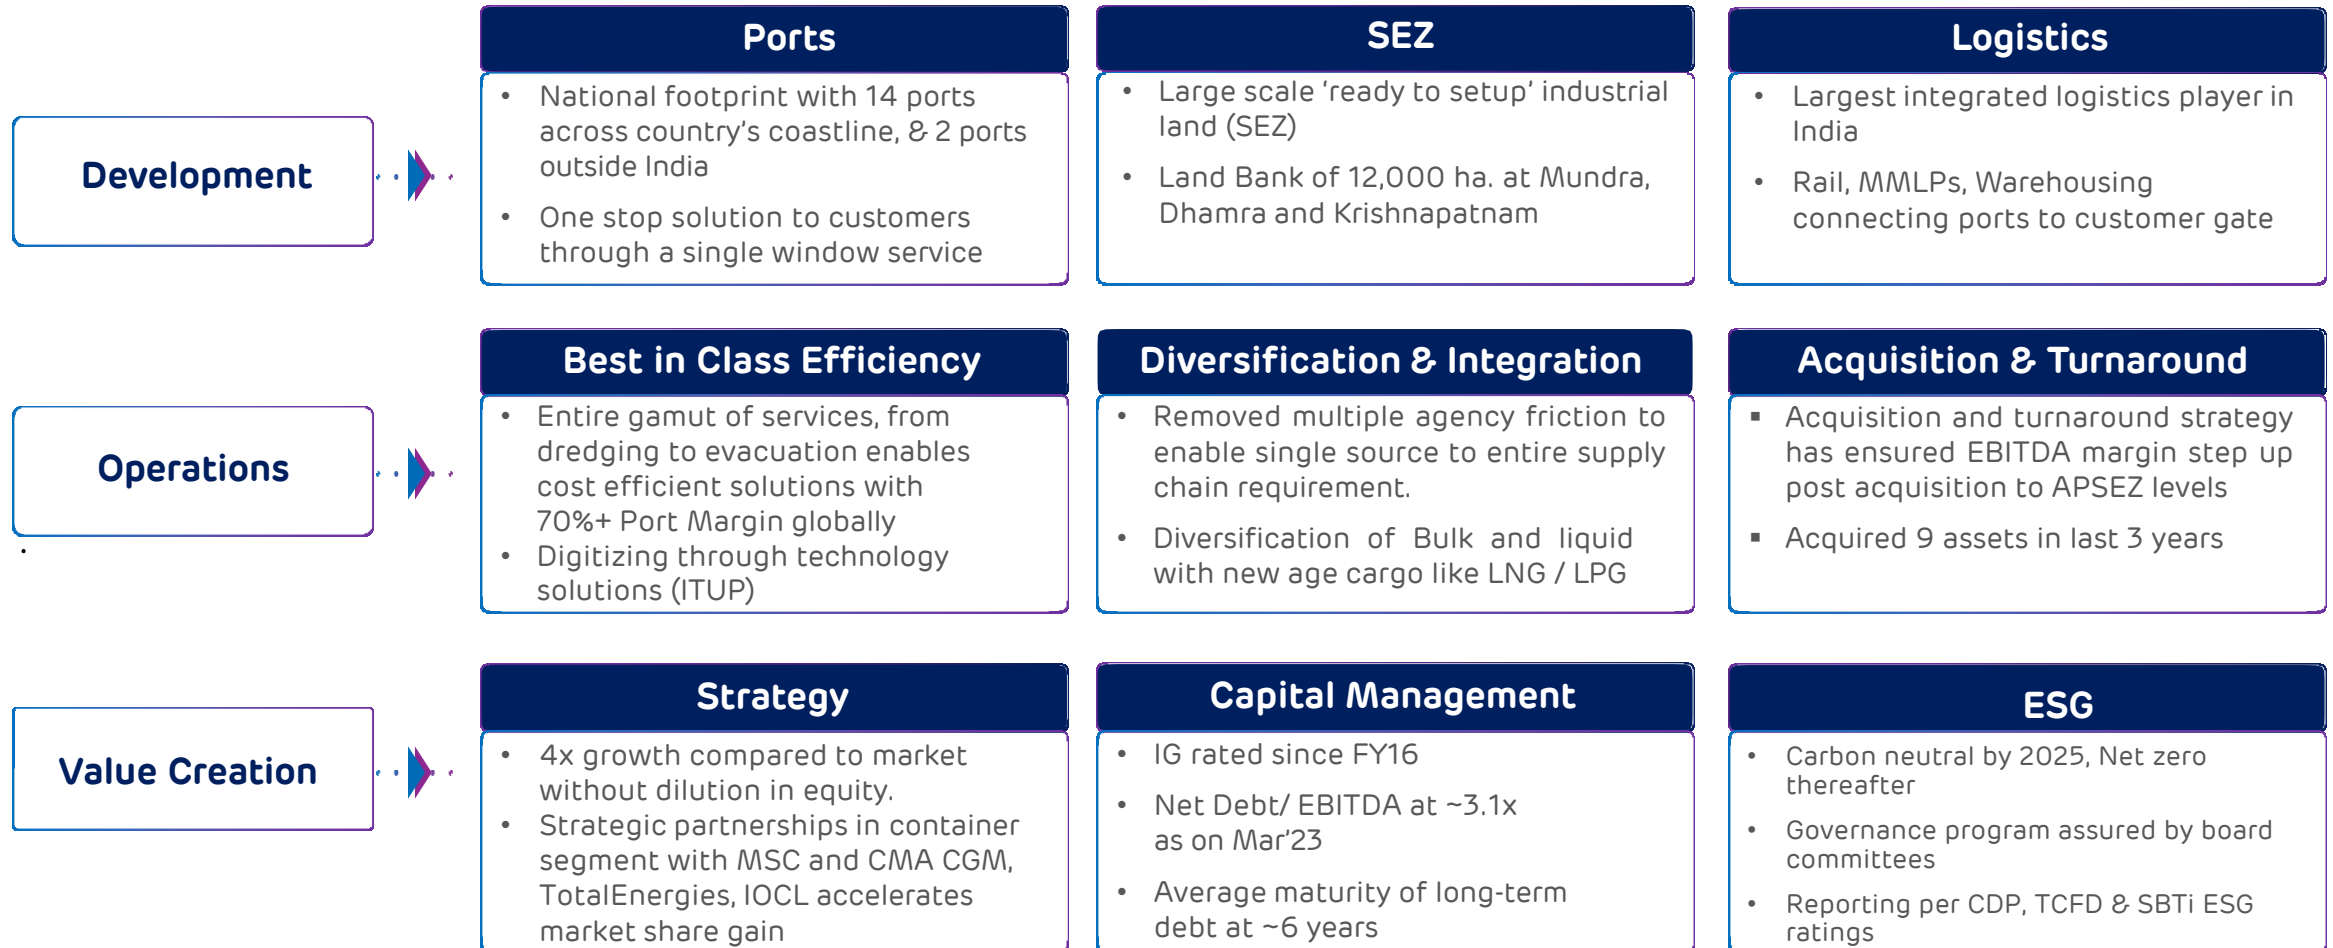 Development
Ports
• National footprint with 14 ports
across country's coastline, & 2 ports
outside India
• One stop solution to customers
through a single window service
SEZ
• Large scale 'ready to setup' industrial
land (SEZ)
• Land Bank of 12,000 ha. at Mundra,
Dhamra and Krishnapatnam
Logistics
• Largest integrated logistics player in
India
• Rail, MMLPs, Warehousing
connecting ports to customer gate
Operations
Best in Class Efficiency
• Entire gamut of services, from
dredging to evacuation enables
cost efficient solutions with
70%+ Port Margin globally
• Digitizing through technology
solutions (ITUP)
Diversification & Integration
• Removed multiple agency friction to
enable single source to entire supply
chain requirement.
• Diversification of Bulk and liquid
with new age cargo like LNG / LPG
Acquisition & Turnaround
▪ Acquisition and turnaround strategy
has ensured EBITDA margin step up
post acquisition to APSEZ levels
▪ Acquired 9 assets in last 3 years
Value Creation
Strategy
• 4x growth compared to market
without dilution in equity.
• Strategic partnerships in container
segment with MSC and CMA CGM,
TotalEnergies, IOCL accelerates
market share gain
Capital Management
• IG rated since FY16
• Net Debt/ EBITDA at ~3.1x
as on Mar'23
• Average maturity of long-term
debt at ~6 years
ESG
• Carbon neutral by 2025, Net zero
thereafter
• Governance program assured by board
committees
• Reporting per CDP, TCFD & SBTi ESG
ratings